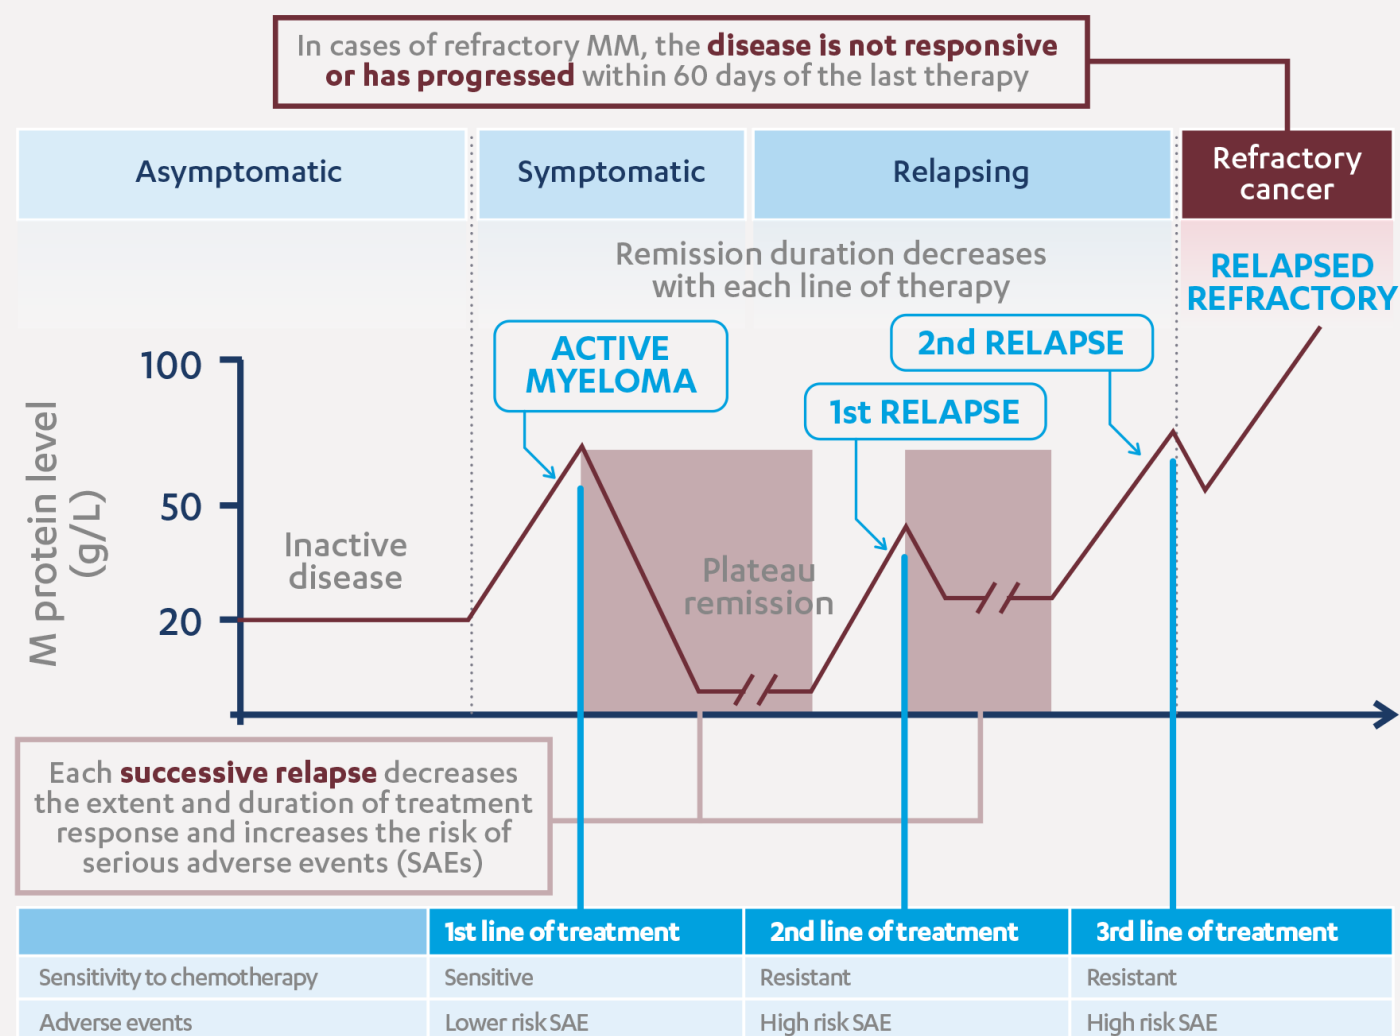 In cases of refractory MM, the disease is not responsive
or has progressed within 60 days of the last therapy
Asymptomatic
Symptomatic
Relapsing
Refractory
cancer
Remission duration decreases
with each line of therapy
RELAPSED
REFRACTORY
ACTIVE
MYELOMA
2nd RELAPSE
1st RELAPSE
M protein level
(g/L)
100
50
20
Inactive
disease
Plateau
remission
Each successive relapse decreases
the extent and duration of treatment
response and increases the risk of
serious adverse events (SAEs)
1st line of treatment 2nd line of treatment 3rd line of treatment
Sensitivity to chemotherapy Sensitive Resistant Resistant
Adverse events Lower risk SAE High risk SAE High risk SAE